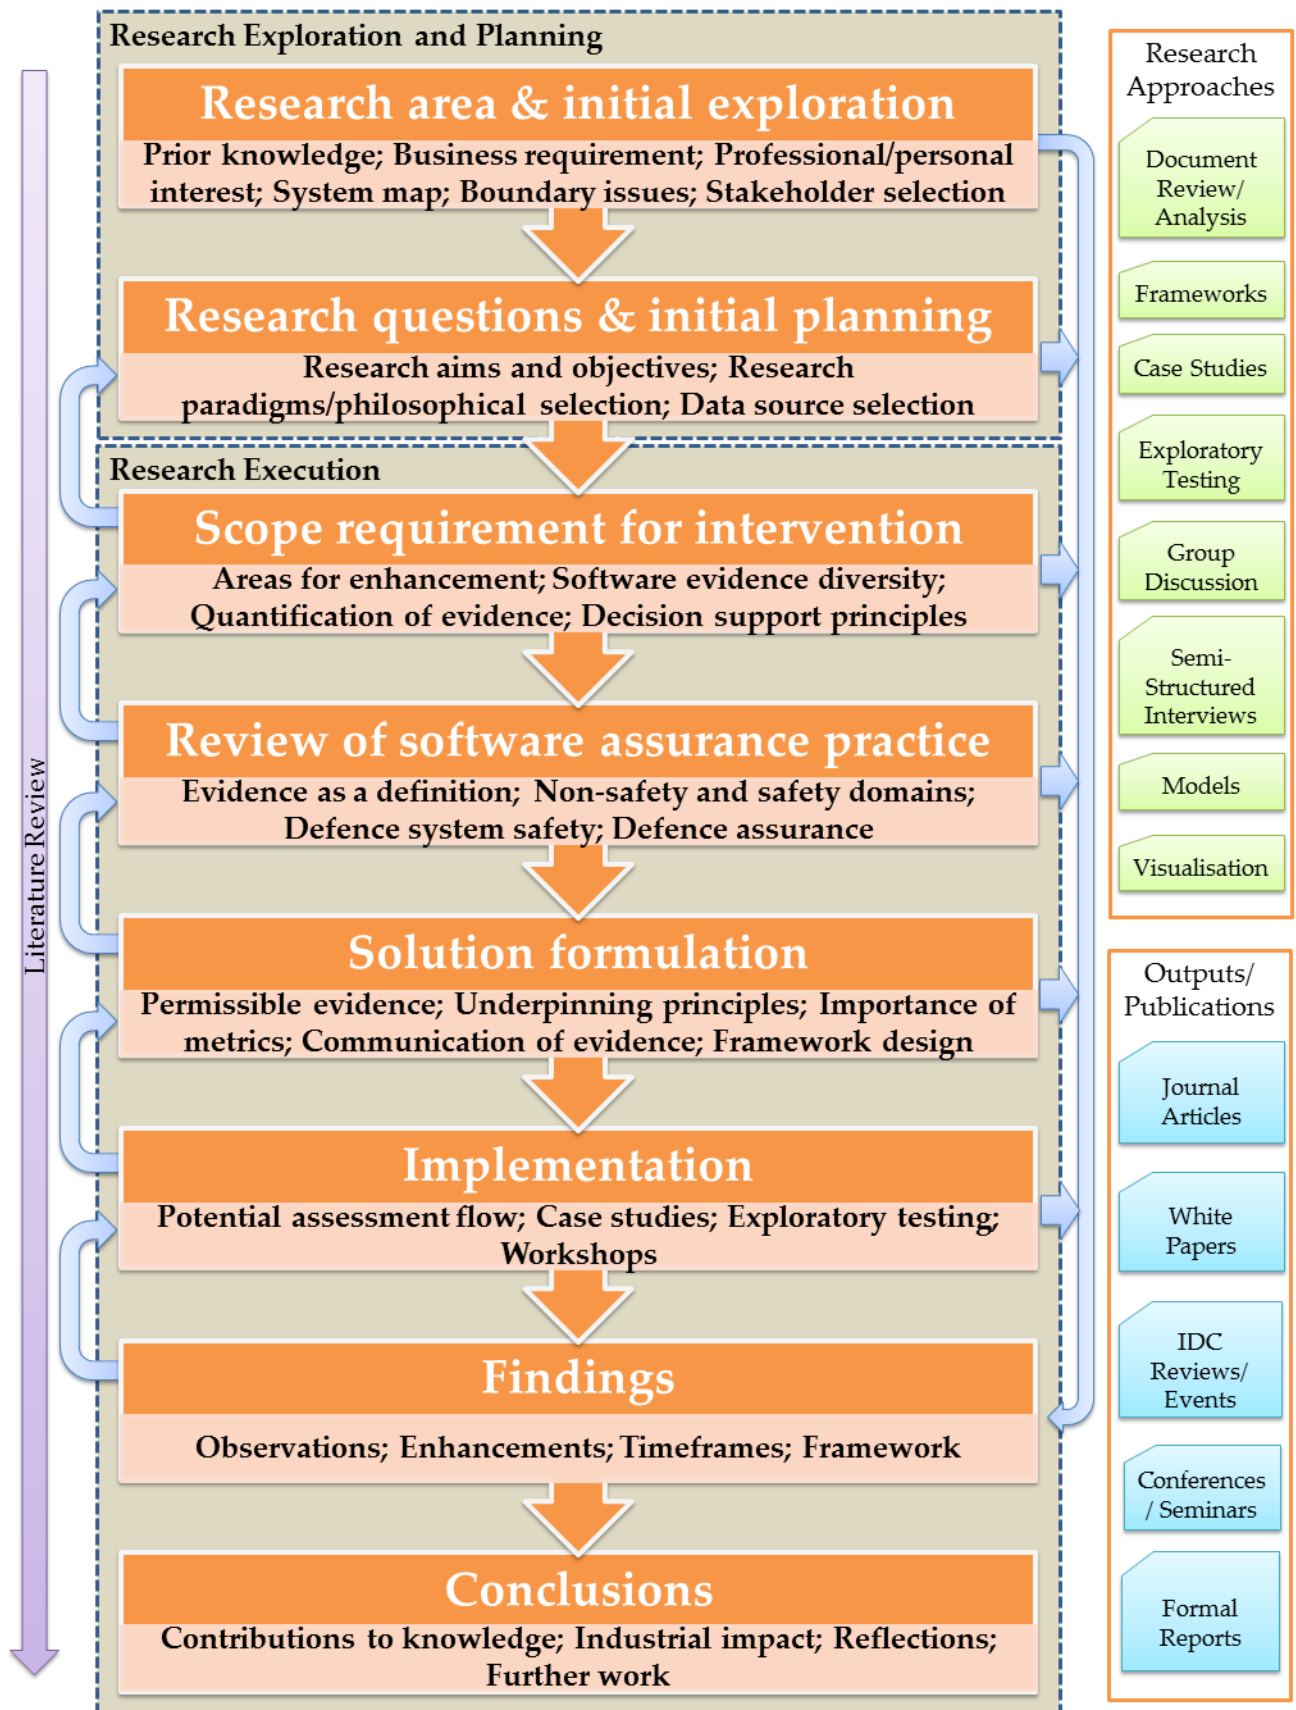 Research Exploration and Planning
Research area & initial exploration
Prior knowledge; Business requirement; Professional/personal
interest; System map; Boundary issues; Stakeholder selection
Research questions & initial planning
Research aims and objectives; Research
paradigms/philosophical selection; Data source selection
Research Execution
Scope requirement for intervention
Areas for enhancement; Software evidence diversity;
Quantification of evidence; Decision support principles
Review of software assurance practice
Evidence as a definition; Non-safety and safety domains;
Defence system safety; Defence assurance
Solution formulation
Permissible evidence; Underpinning principles; Importance of
metrics; Communication of evidence; Framework design
Implementation
Potential assessment flow; Case studies; Exploratory testing;
Workshops
Findings
Observations; Enhancements; Timeframes; Framework
Conclusions
Contributions to knowledge; Industrial impact; Reflections;
Further work
Literature Review
Research
Approaches
Document
Review/
Analysis
Frameworks
Case Studies
Exploratory
Testing
Group
Discussion
Semi-
Structured
Interviews
Models
Visualisation
Outputs/
Publications
Journal
Articles
White
Papers
IDC
Reviews/
Events
Conferences
/ Seminars
Formal
Reports